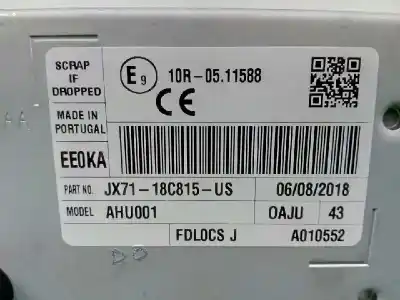 SCRAP
IF
DROPPED
E9 10R-05.11588
CE
MADE IN
PORTUGAL
EE0KA
PART NO. JX71-18C815-US 06/08/2018
MODEL AHU001 OAJU 43
FDLOCS J A010552